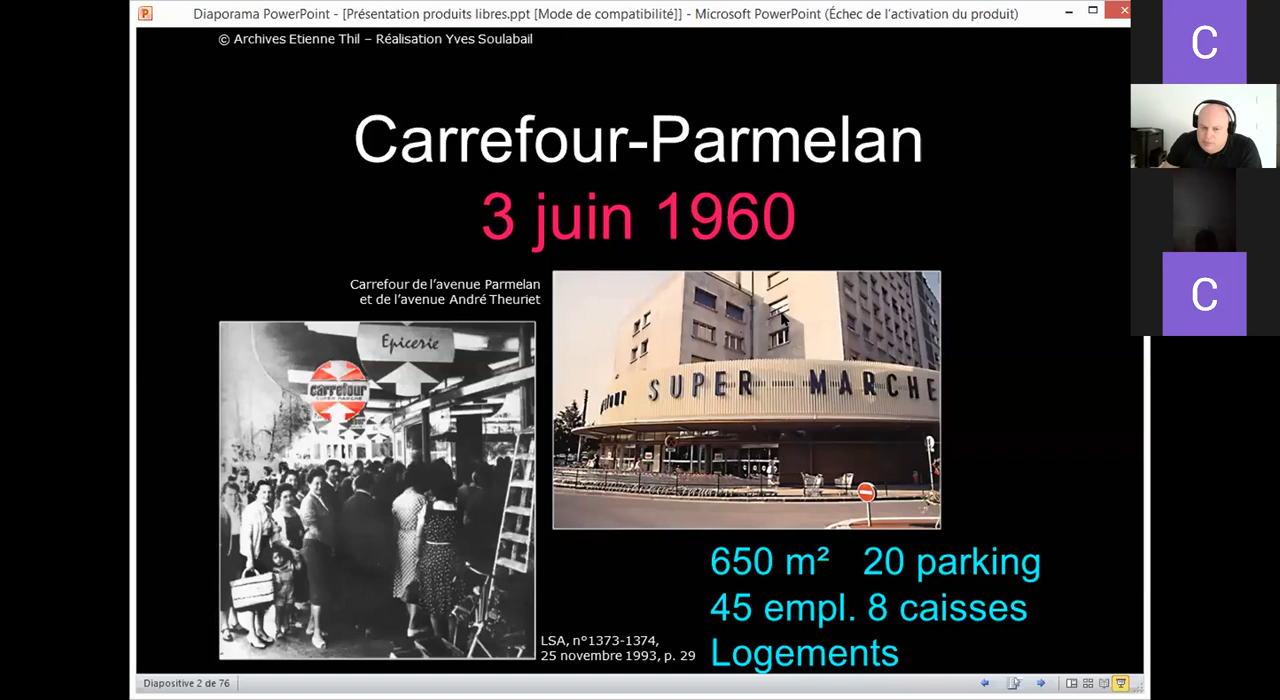 Diaporama PowerPoint - [Présentation produits libres.ppt [Mode de compatibilité]] - Microsoft PowerPoint (Échec de l'activation du produit)
© Archives Etienne Thil – Réalisation Yves Soulabail
C
Carrefour-Parmelan
3 juin 1960
Carrefour de l'avenue Parmelan
et de l'avenue André Theuriet
C
Epicerie
carrefour
SUPER MARCHE
SUPER MARCHE
650 m² 20 parking
45 empl. 8 caisses
Logements
LSA, n°1373-1374,
25 novembre 1993, p. 29
Diapositive 2 de 76